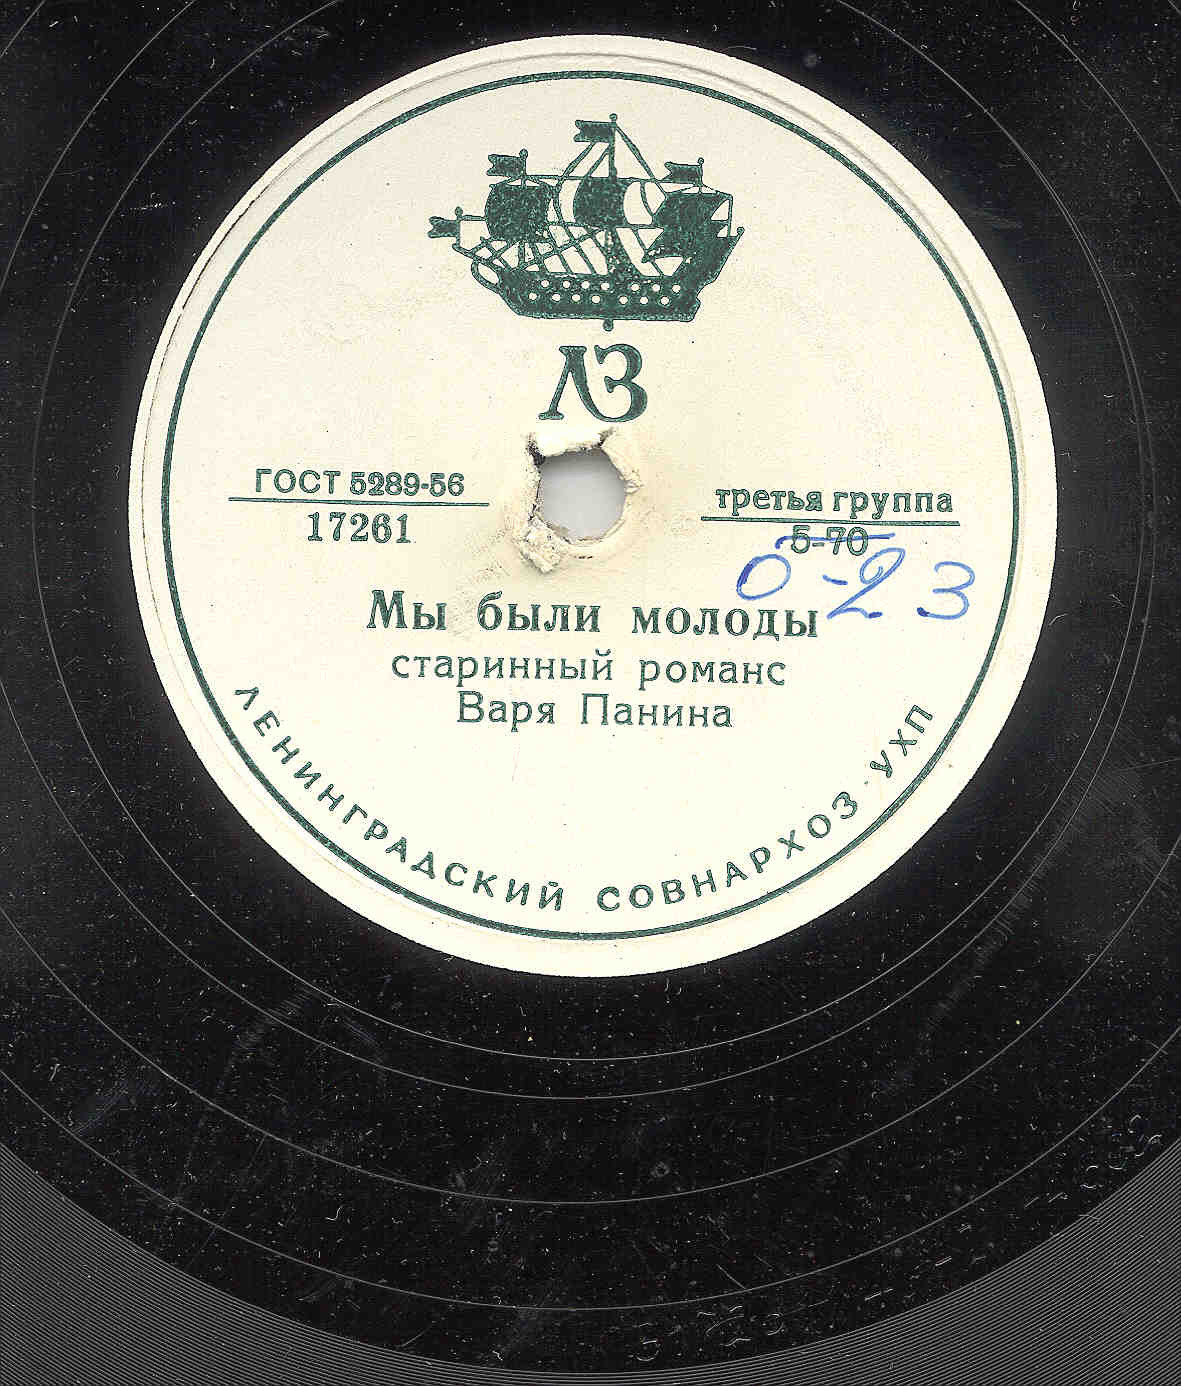 ЛЗ
ГОСТ 5289-56
17261
третья группа
5-70
0-23
Мы были молоды
старинный романс
Варя Панина
ЛЕНИНГРАДСКИЙ СОВНАРХОЗ · УХП